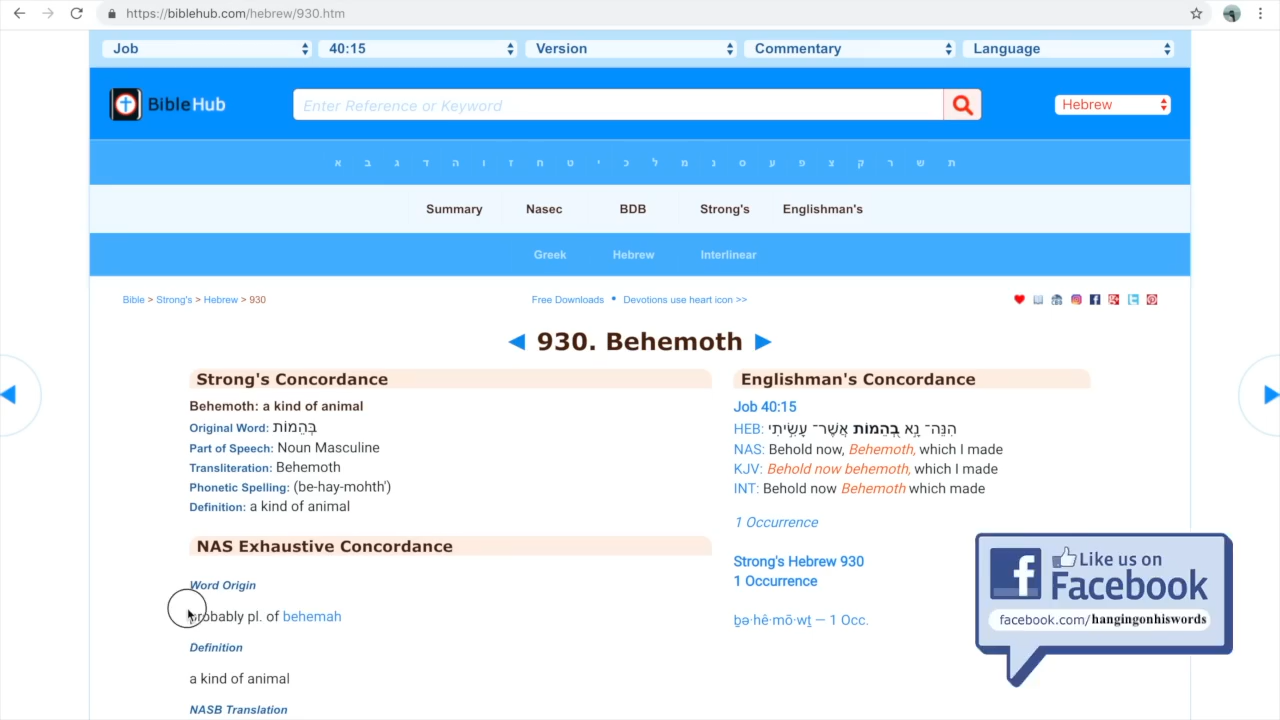 https://biblehub.com/hebrew/930.htm
Job 40:15 Version Commentary Language
BibleHub Enter Reference or Keyword Hebrew
א ב ג ד ה ו ז ח ט י כ ל מ נ ס ע פ צ ק ר ש ת
Summary Nasec BDB Strong's Englishman's
Greek Hebrew Interlinear
Bible > Strong's > Hebrew > 930 Free Downloads • Devotions use heart icon >>
◄ 930. Behemoth ►
Strong's Concordance
Behemoth: a kind of animal
Original Word: בְּהֵמוֹת
Part of Speech: Noun Masculine
Transliteration: Behemoth
Phonetic Spelling: (be-hay-mohth')
Definition: a kind of animal
NAS Exhaustive Concordance
Word Origin
probably pl. of behemah
Definition
a kind of animal
NASB Translation
Englishman's Concordance
Job 40:15
HEB: הִנֵּה־ נָ֣א בְ֭הֵמוֹת אֲשֶׁר־ עָשִׂ֣יתִי
NAS: Behold now, Behemoth, which I made
KJV: Behold now behemoth, which I made
INT: Behold now Behemoth which made
1 Occurrence
Strong's Hebrew 930
1 Occurrence
ḇə·hê·mō·wṯ — 1 Occ.
f Like us on
Facebook
facebook.com/hangingonhiswords